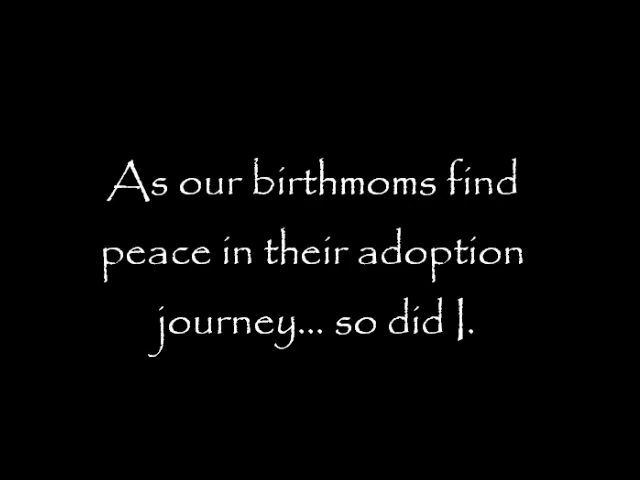 As our birthmoms find
peace in their adoption
journey... so did I.